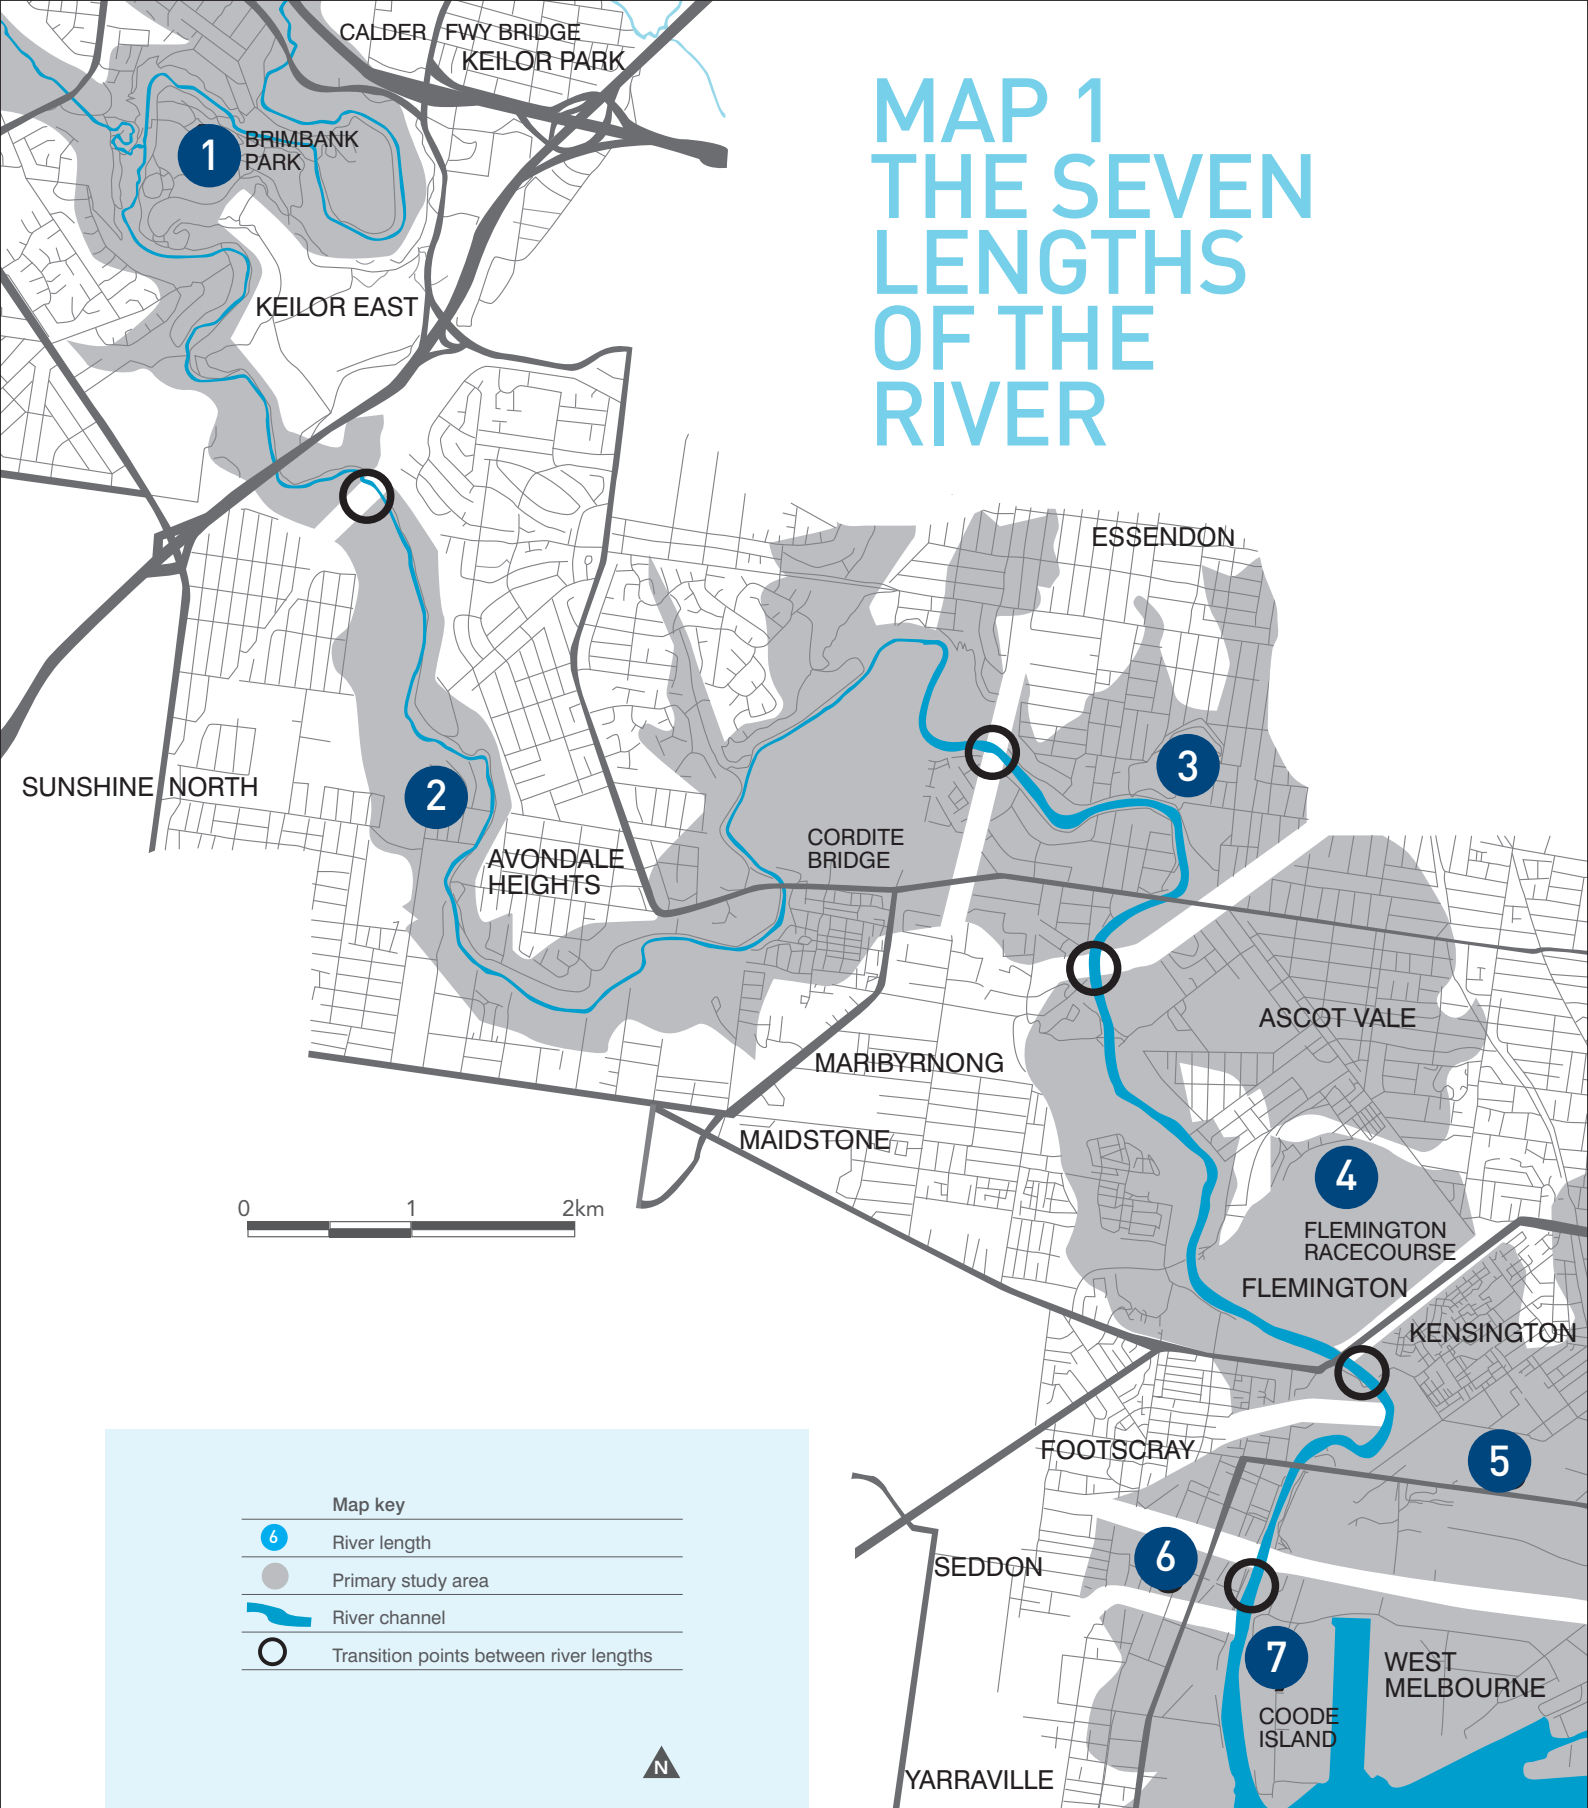 CALDER FWY BRIDGE
KEILOR PARK
MAP 1
THE SEVEN
LENGTHS
OF THE
RIVER
1
BRIMBANK
PARK
KEILOR EAST
ESSENDON
SUNSHINE NORTH
2
3
AVONDALE
HEIGHTS
CORDITE
BRIDGE
ASCOT VALE
MARIBYRNONG
MAIDSTONE
4
FLEMINGTON
RACECOURSE
FLEMINGTON
KENSINGTON
0 1 2km
FOOTSCRAY
5
6
SEDDON
7
WEST
MELBOURNE
COODE
ISLAND
YARRAVILLE
Map key
6 River length
Primary study area
River channel
Transition points between river lengths
N